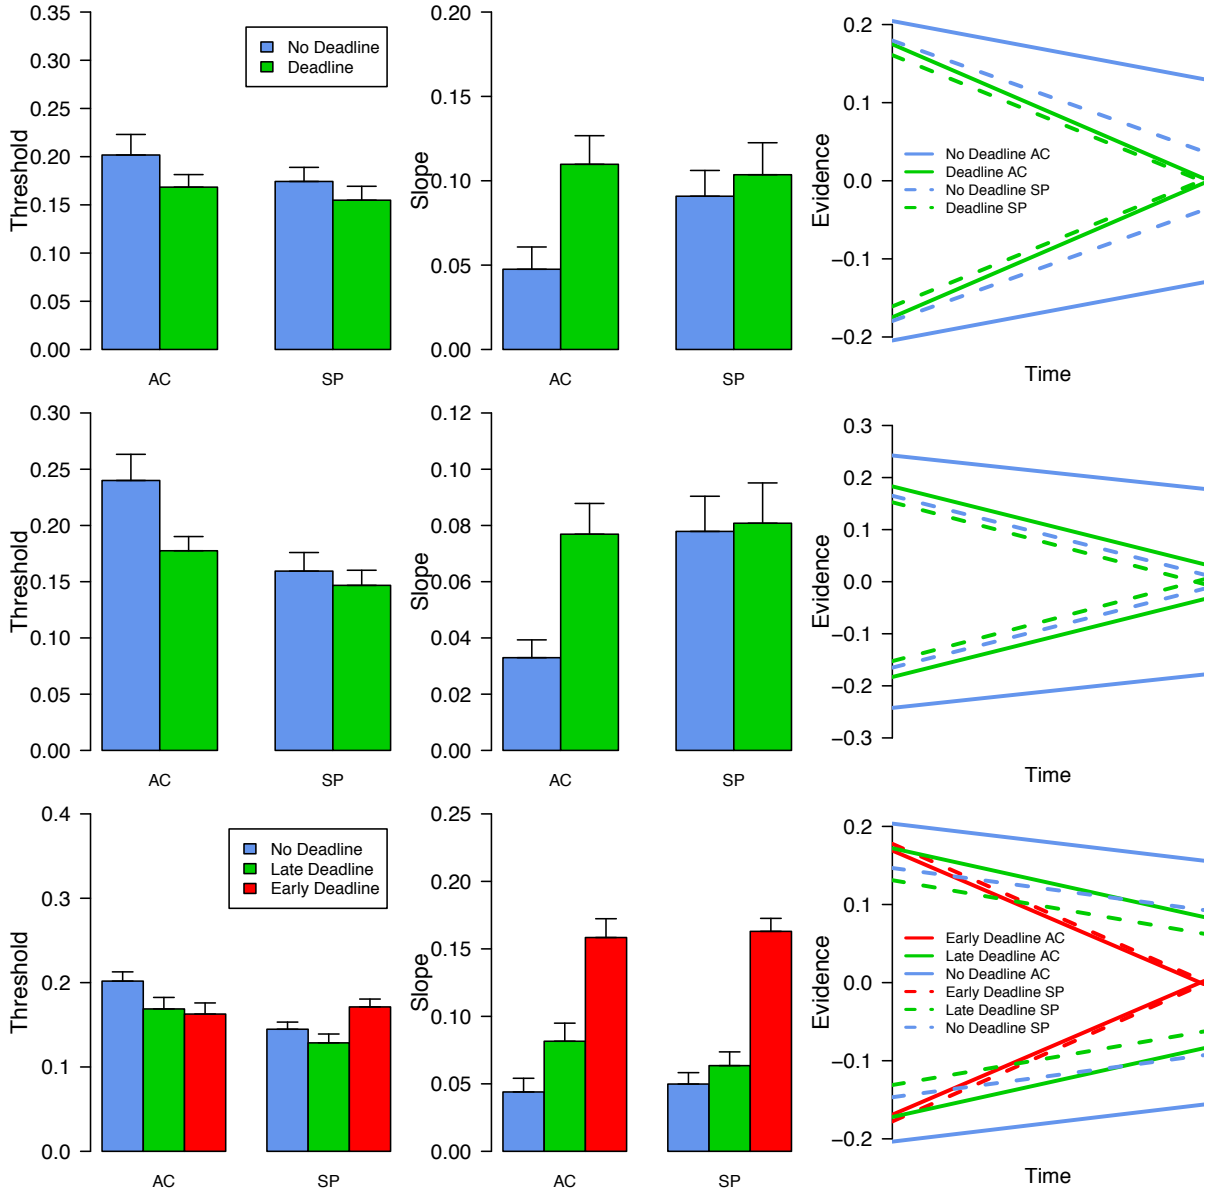 0.35
0.30
0.25
0.20
0.15
0.10
0.05
0.00
Threshold
No Deadline
Deadline
AC
SP
0.20
0.15
0.10
0.05
0.00
Slope
AC
SP
0.2
0.1
0.0
−0.1
−0.2
Evidence
No Deadline AC
Deadline AC
No Deadline SP
Deadline SP
Time
0.30
0.25
0.20
0.15
0.10
0.05
0.00
Threshold
AC
SP
0.12
0.10
0.08
0.06
0.04
0.02
0.00
Slope
AC
SP
0.3
0.2
0.1
0.0
−0.1
−0.2
−0.3
Evidence
Time
0.4
0.3
0.2
0.1
0.0
Threshold
No Deadline
Late Deadline
Early Deadline
AC
SP
0.25
0.20
0.15
0.10
0.05
0.00
Slope
AC
SP
0.2
0.1
0.0
−0.1
−0.2
Evidence
Early Deadline AC
Late Deadline AC
No Deadline AC
Early Deadline SP
Late Deadline SP
No Deadline SP
Time